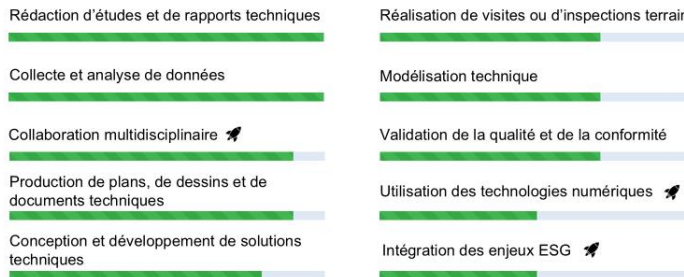 Rédaction d'études et de rapports techniques
Collecte et analyse de données
Collaboration multidisciplinaire
Production de plans, de dessins et de
documents techniques
Conception et développement de solutions
techniques
Réalisation de visites ou d'inspections terrain
Modélisation technique
Validation de la qualité et de la conformité
Utilisation des technologies numériques
Intégration des enjeux ESG